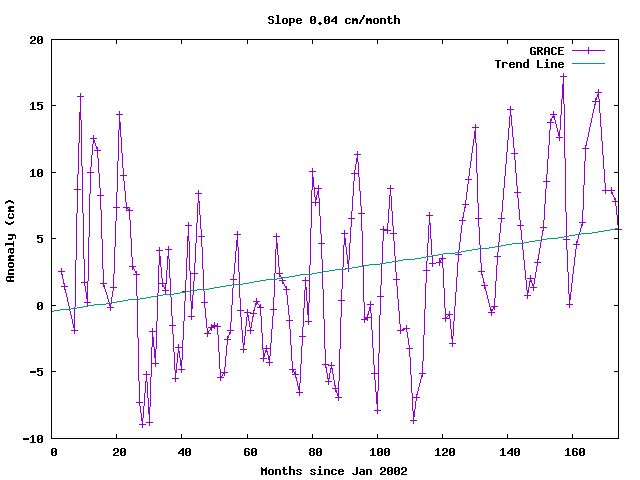 Slope 0.04 cm/month
GRACE
Trend Line
Anomaly (cm)
20
15
10
5
0
-5
-10
0 20 40 60 80 100 120 140 160
Months since Jan 2002